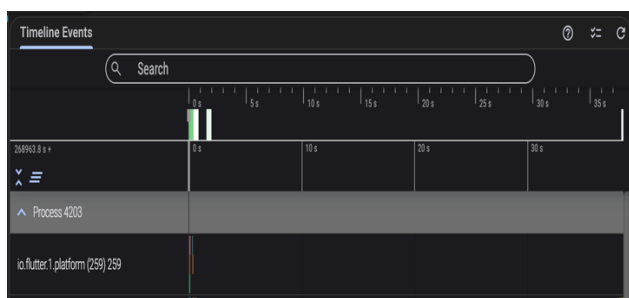 Timeline Events
Search
0 s 5 s 10 s 15 s 20 s 25 s 30 s 35 s
268963.8 s + 0 s 10 s 20 s 30 s
Process 4203
io.flutter.1.platform (259) 259